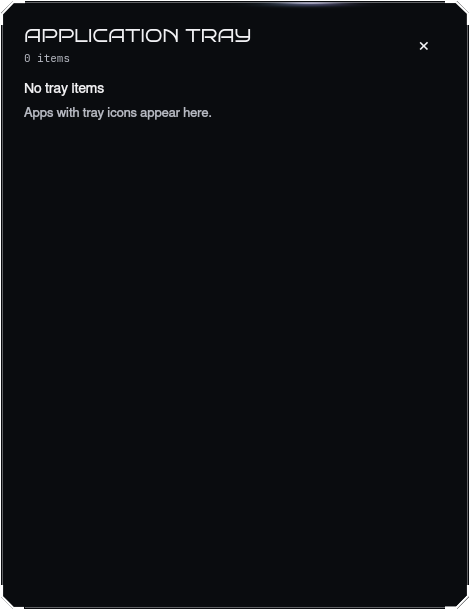 APPLICATION TRAY
0 items
No tray items
Apps with tray icons appear here.